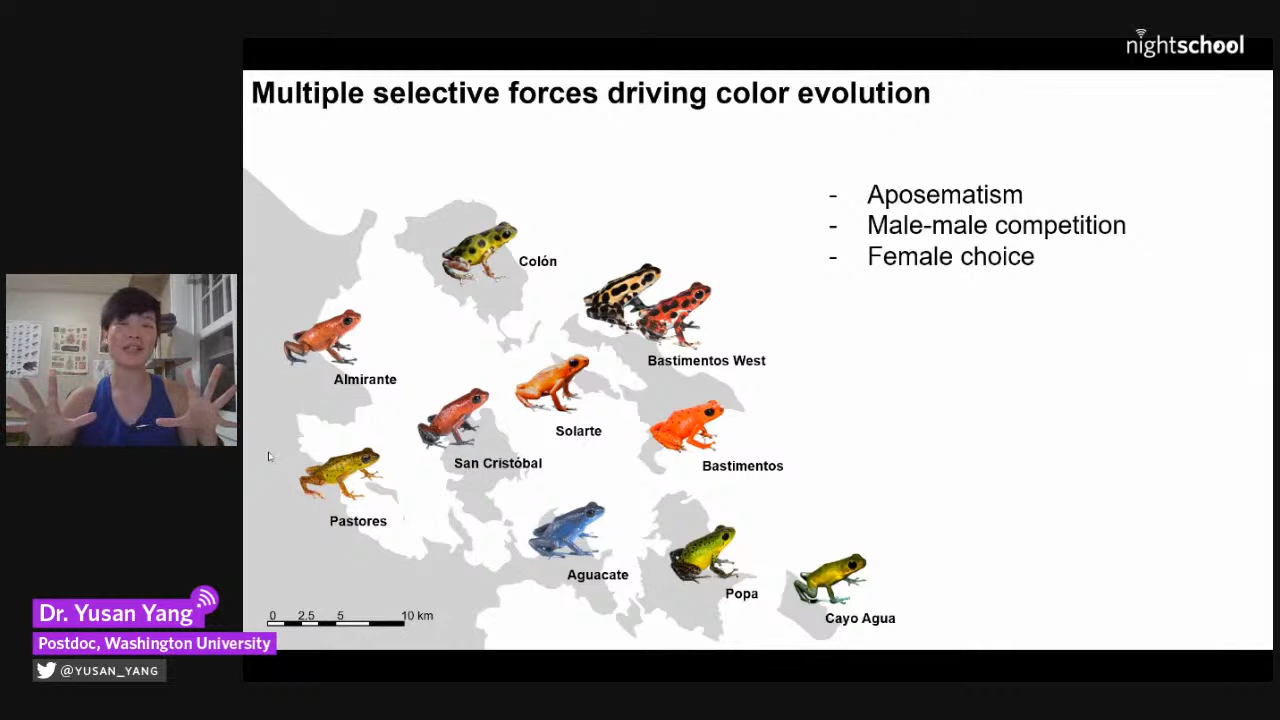 nightschool
Multiple selective forces driving color evolution
- Aposematism
- Male-male competition
- Female choice
Colón
Bastimentos West
Almirante
Solarte
San Cristóbal
Bastimentos
Pastores
Aguacate
Popa
Cayo Agua
0 2.5 5 10 km
Dr. Yusan Yang
Postdoc, Washington University
@YUSAN_YANG